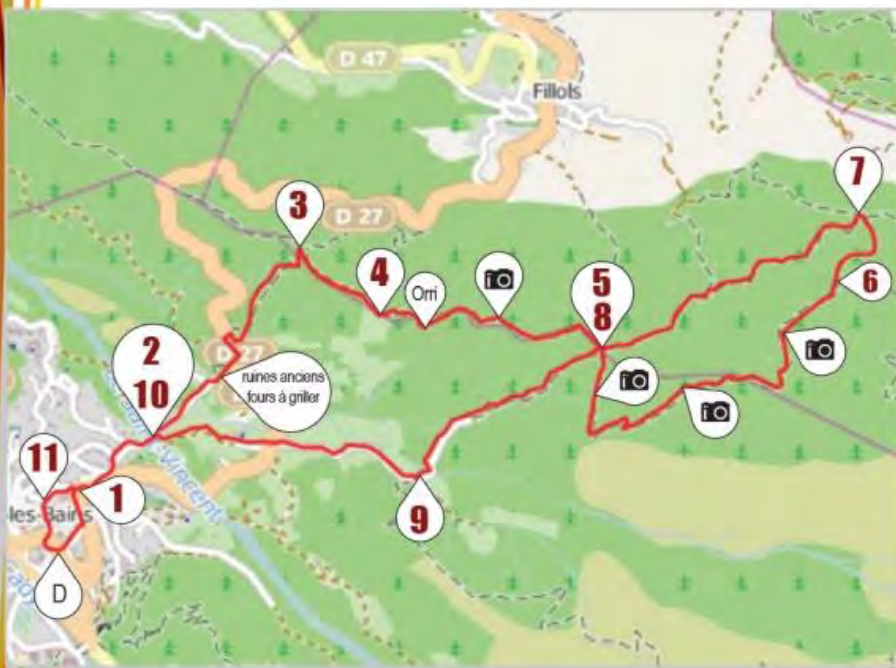 D 47
Fillols
7
3
D 27
4
Orri
5
8
6
2
10
D 27
ruines anciens
fours à griller
11
1
Vincent
les-Bains
9
D